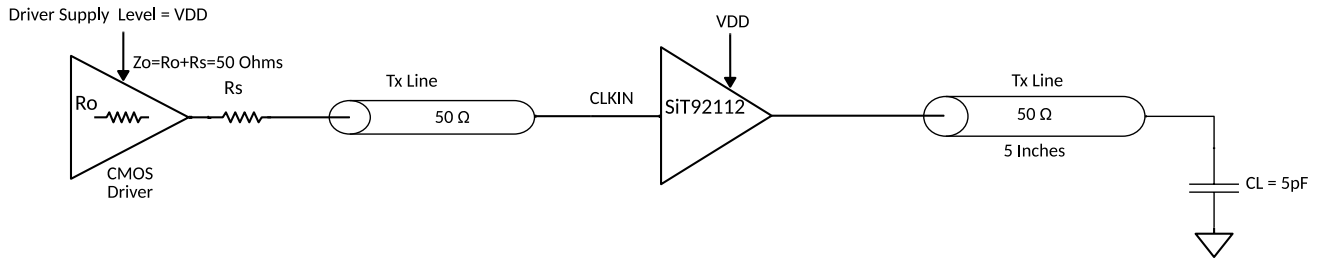 Driver Supply Level = VDD
Zo=Ro+Rs=50 Ohms
Ro
Rs
CMOS
Driver
Tx Line
50 Ω
CLKIN
VDD
SiT92112
Tx Line
50 Ω
5 Inches
CL = 5pF